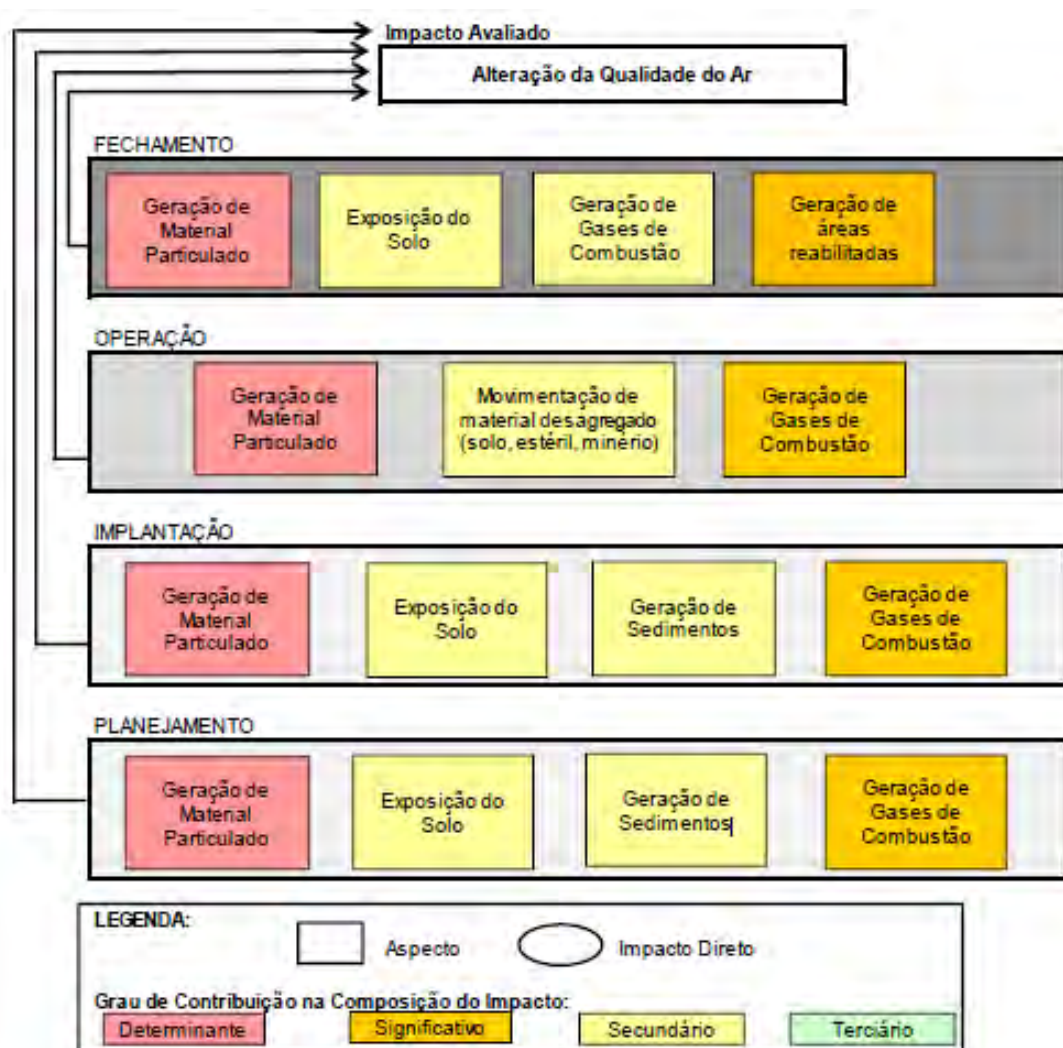 Impacto Avaliado
Alteração da Qualidade do Ar
FECHAMENTO
Geração de
Material
Particulado
Exposição do
Solo
Geração de
Gases de
Combustão
Geração de
áreas
reabilitadas
OPERAÇÃO
Geração de
Material
Particulado
Movimentação de
material desagregado
(solo, estéril, minério)
Geração de
Gases de
Combustão
IMPLANTAÇÃO
Geração de
Material
Particulado
Exposição do
Solo
Geração de
Sedimentos
Geração de
Gases de
Combustão
PLANEJAMENTO
Geração de
Material
Particulado
Exposição do
Solo
Geração de
Sedimentos
Geração de
Gases de
Combustão
LEGENDA:
Aspecto
Impacto Direto
Grau de Contribuição na Composição do Impacto:
Determinante
Significativo
Secundário
Terciário